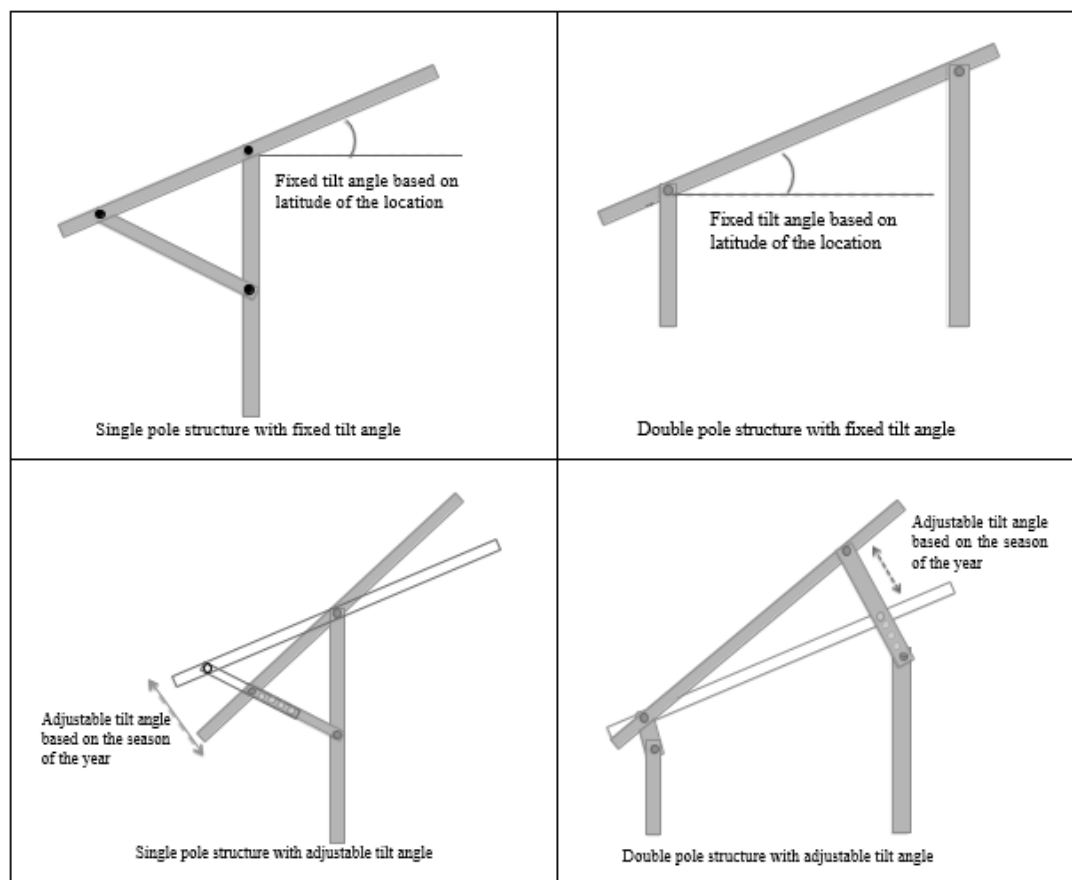 Fixed tilt angle based on
latitude of the location
Single pole structure with fixed tilt angle
Fixed tilt angle based on
latitude of the location
Double pole structure with fixed tilt angle
Adjustable tilt angle
based on the season
of the year
Single pole structure with adjustable tilt angle
Adjustable tilt angle
based on the season
of the year
Double pole structure with adjustable tilt angle